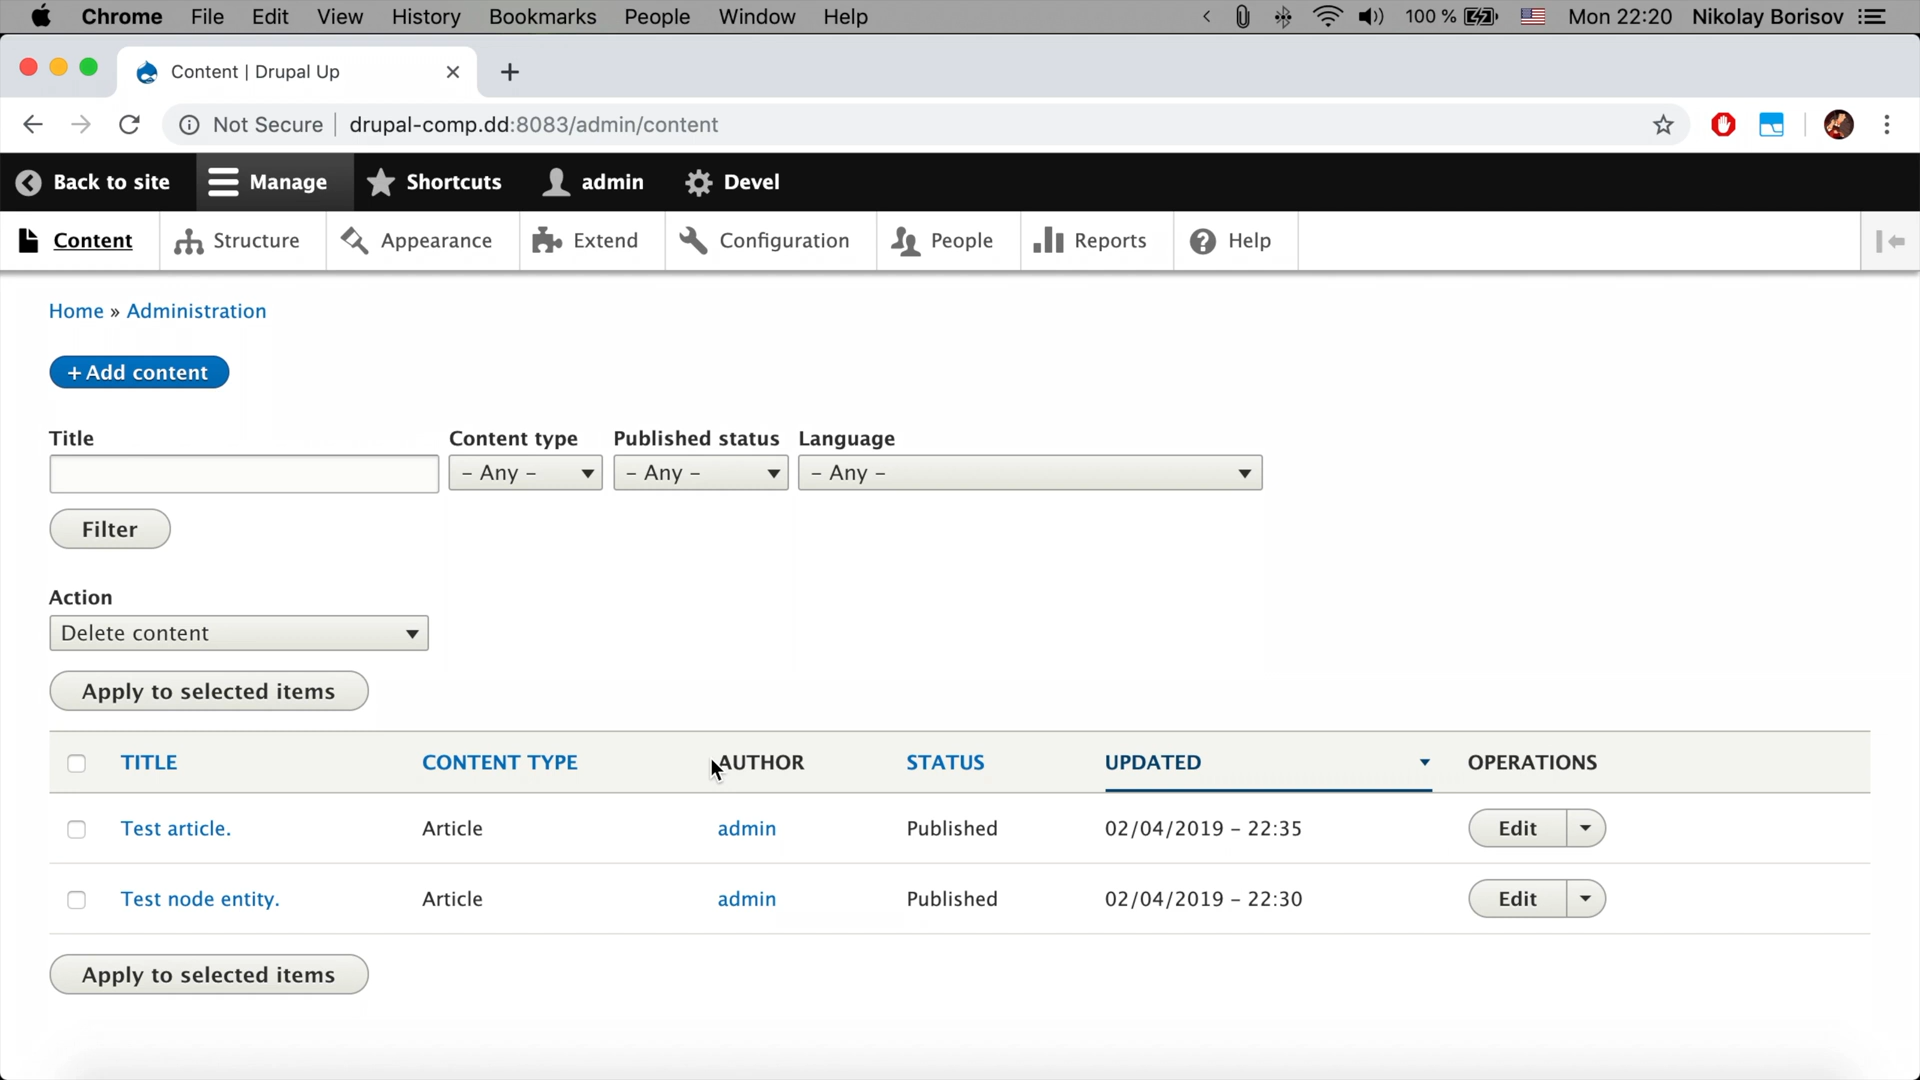 Chrome File Edit View History Bookmarks People Window Help 100 % Mon 22:20 Nikolay Borisov
Content | Drupal Up
Not Secure drupal-comp.dd:8083/admin/content
Back to site Manage Shortcuts admin Devel
Content Structure Appearance Extend Configuration People Reports Help
Home » Administration
+ Add content
Title Content type Published status Language
– Any – – Any – – Any –
Filter
Action
Delete content
Apply to selected items
TITLE CONTENT TYPE AUTHOR STATUS UPDATED OPERATIONS
Test article. Article admin Published 02/04/2019 – 22:35 Edit
Test node entity. Article admin Published 02/04/2019 – 22:30 Edit
Apply to selected items